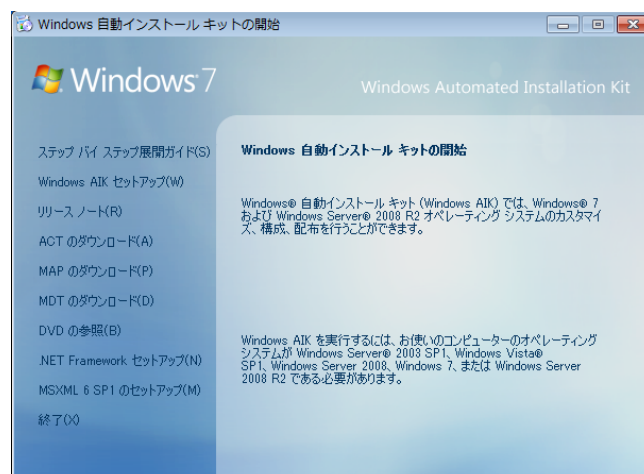 Windows 自動インストール キットの開始
Windows 7
Windows Automated Installation Kit
ステップ バイ ステップ展開ガイド(S)
Windows AIK セットアップ(W)
リリース ノート(R)
ACT のダウンロード(A)
MAP のダウンロード(P)
MDT のダウンロード(D)
DVD の参照(B)
.NET Framework セットアップ(N)
MSXML 6 SP1 のセットアップ(M)
終了(X)
Windows 自動インストール キットの開始
Windows® 自動インストール キット (Windows AIK) では、Windows® 7
および Windows Server® 2008 R2 オペレーティング システムのカスタマイ
ズ、構成、配布を行うことができます。
Windows AIK を実行するには、お使いのコンピューターのオペレーティング
システムが Windows Server® 2003 SP1、Windows Vista®
SP1、Windows Server 2008、Windows 7、または Windows Server
2008 R2 である必要があります。